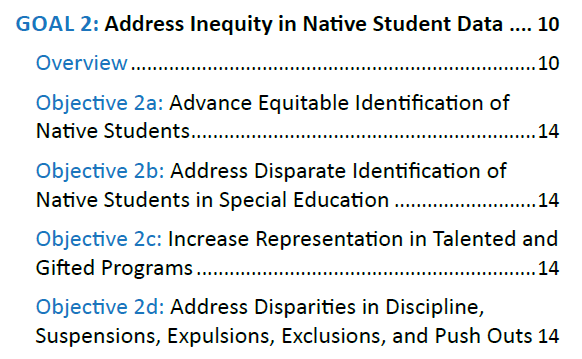 GOAL 2: Address Inequity in Native Student Data .... 10
Overview ................................................................ 10
Objective 2a: Advance Equitable Identification of
Native Students...................................................... 14
Objective 2b: Address Disparate Identification of
Native Students in Special Education ...................... 14
Objective 2c: Increase Representation in Talented and
Gifted Programs ..................................................... 14
Objective 2d: Address Disparities in Discipline,
Suspensions, Expulsions, Exclusions, and Push Outs 14